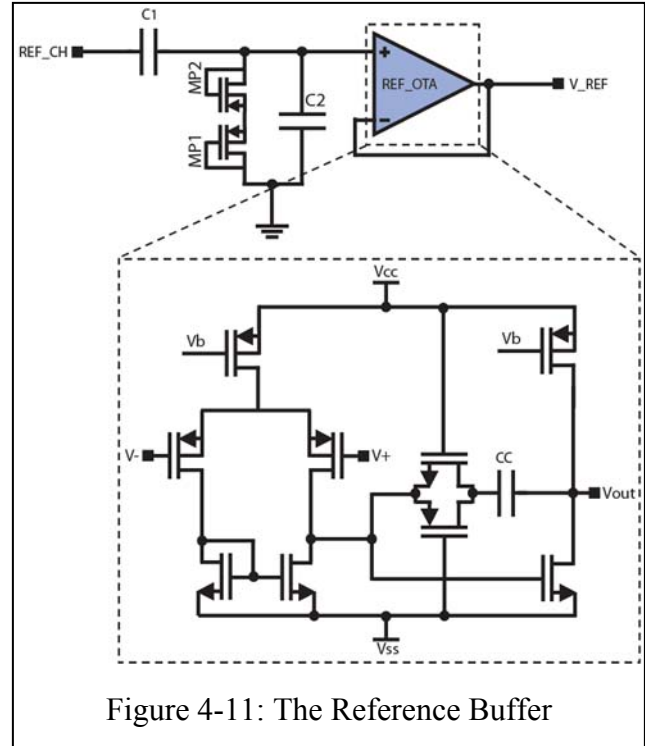 C1
REF_CH
MP2
MP1
C2
+
REF_OTA
-
V_REF
Vcc
Vb
Vb
V-
V+
CC
Vout
Vss
Figure 4-11: The Reference Buffer